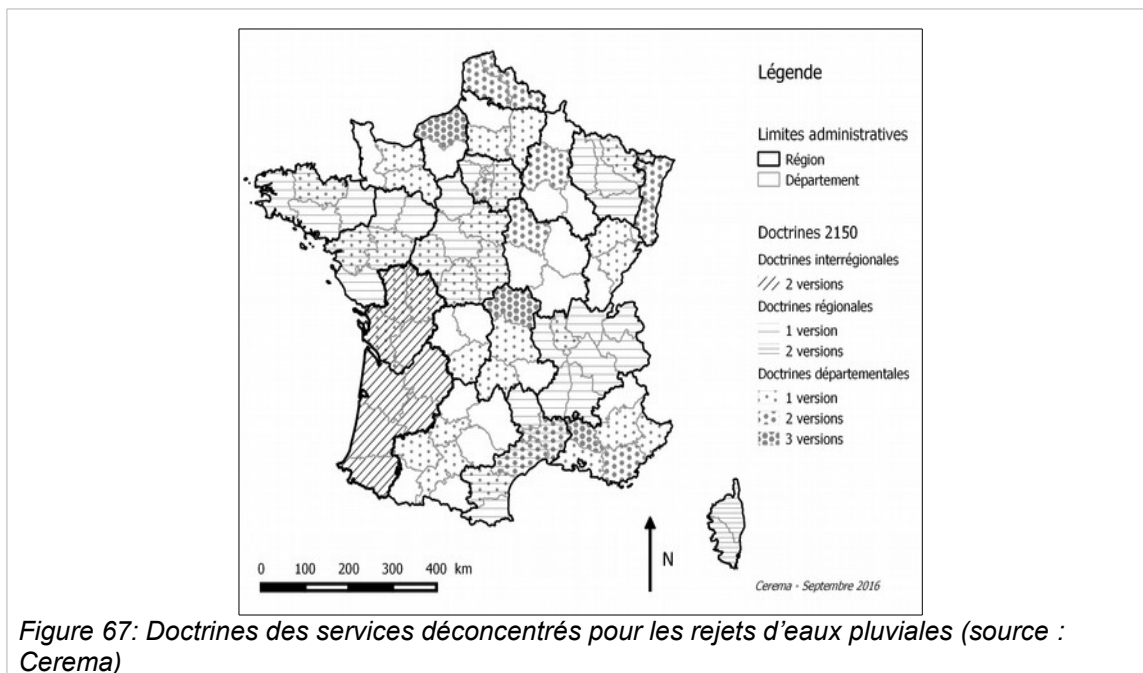 Légende
Limites administratives
Région
Département
Doctrines 2150
Doctrines interrégionales
2 versions
Doctrines régionales
1 version
2 versions
Doctrines départementales
1 version
2 versions
3 versions
N
0 100 200 300 400 km
Cerema - Septembre 2016
Figure 67: Doctrines des services déconcentrés pour les rejets d’eaux pluviales (source :
Cerema)